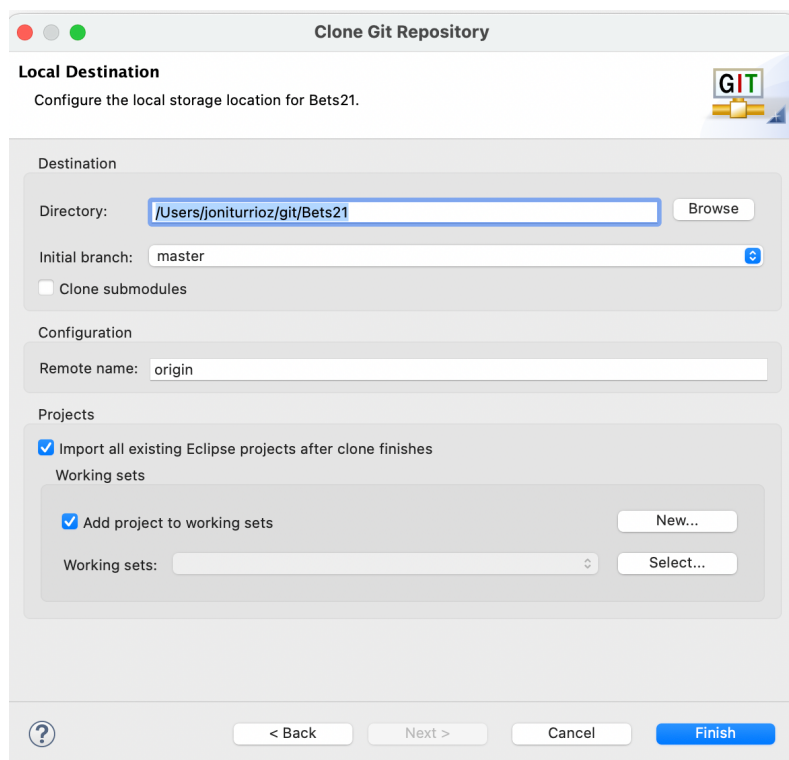 Clone Git Repository
Local Destination
Configure the local storage location for Bets21.
GIT
Destination
Directory: /Users/joniturrioz/git/Bets21 Browse
Initial branch: master
Clone submodules
Configuration
Remote name: origin
Projects
Import all existing Eclipse projects after clone finishes
Working sets
Add project to working sets New...
Working sets: Select...
? < Back Next > Cancel Finish